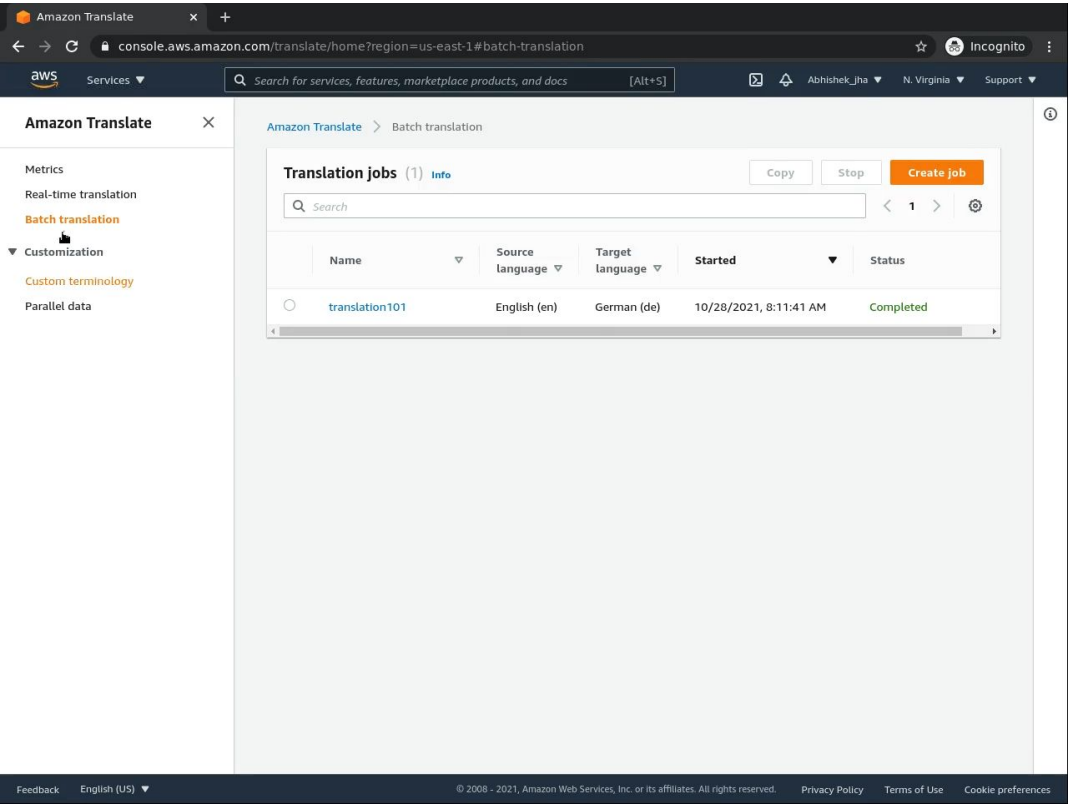 Amazon Translate
console.aws.amazon.com/translate/home?region=us-east-1#batch-translation
Incognito
aws
Services
Search for services, features, marketplace products, and docs [Alt+S]
Abhishek_jha
N. Virginia
Support
Amazon Translate
Metrics
Real-time translation
Batch translation
Customization
Custom terminology
Parallel data
Amazon Translate > Batch translation
Translation jobs (1) Info
Copy
Stop
Create job
Search
< 1 >
Name
Source language
Target language
Started
Status
translation101
English (en)
German (de)
10/28/2021, 8:11:41 AM
Completed
Feedback
English (US)
© 2008 - 2021, Amazon Web Services, Inc. or its affiliates. All rights reserved.
Privacy Policy
Terms of Use
Cookie preferences